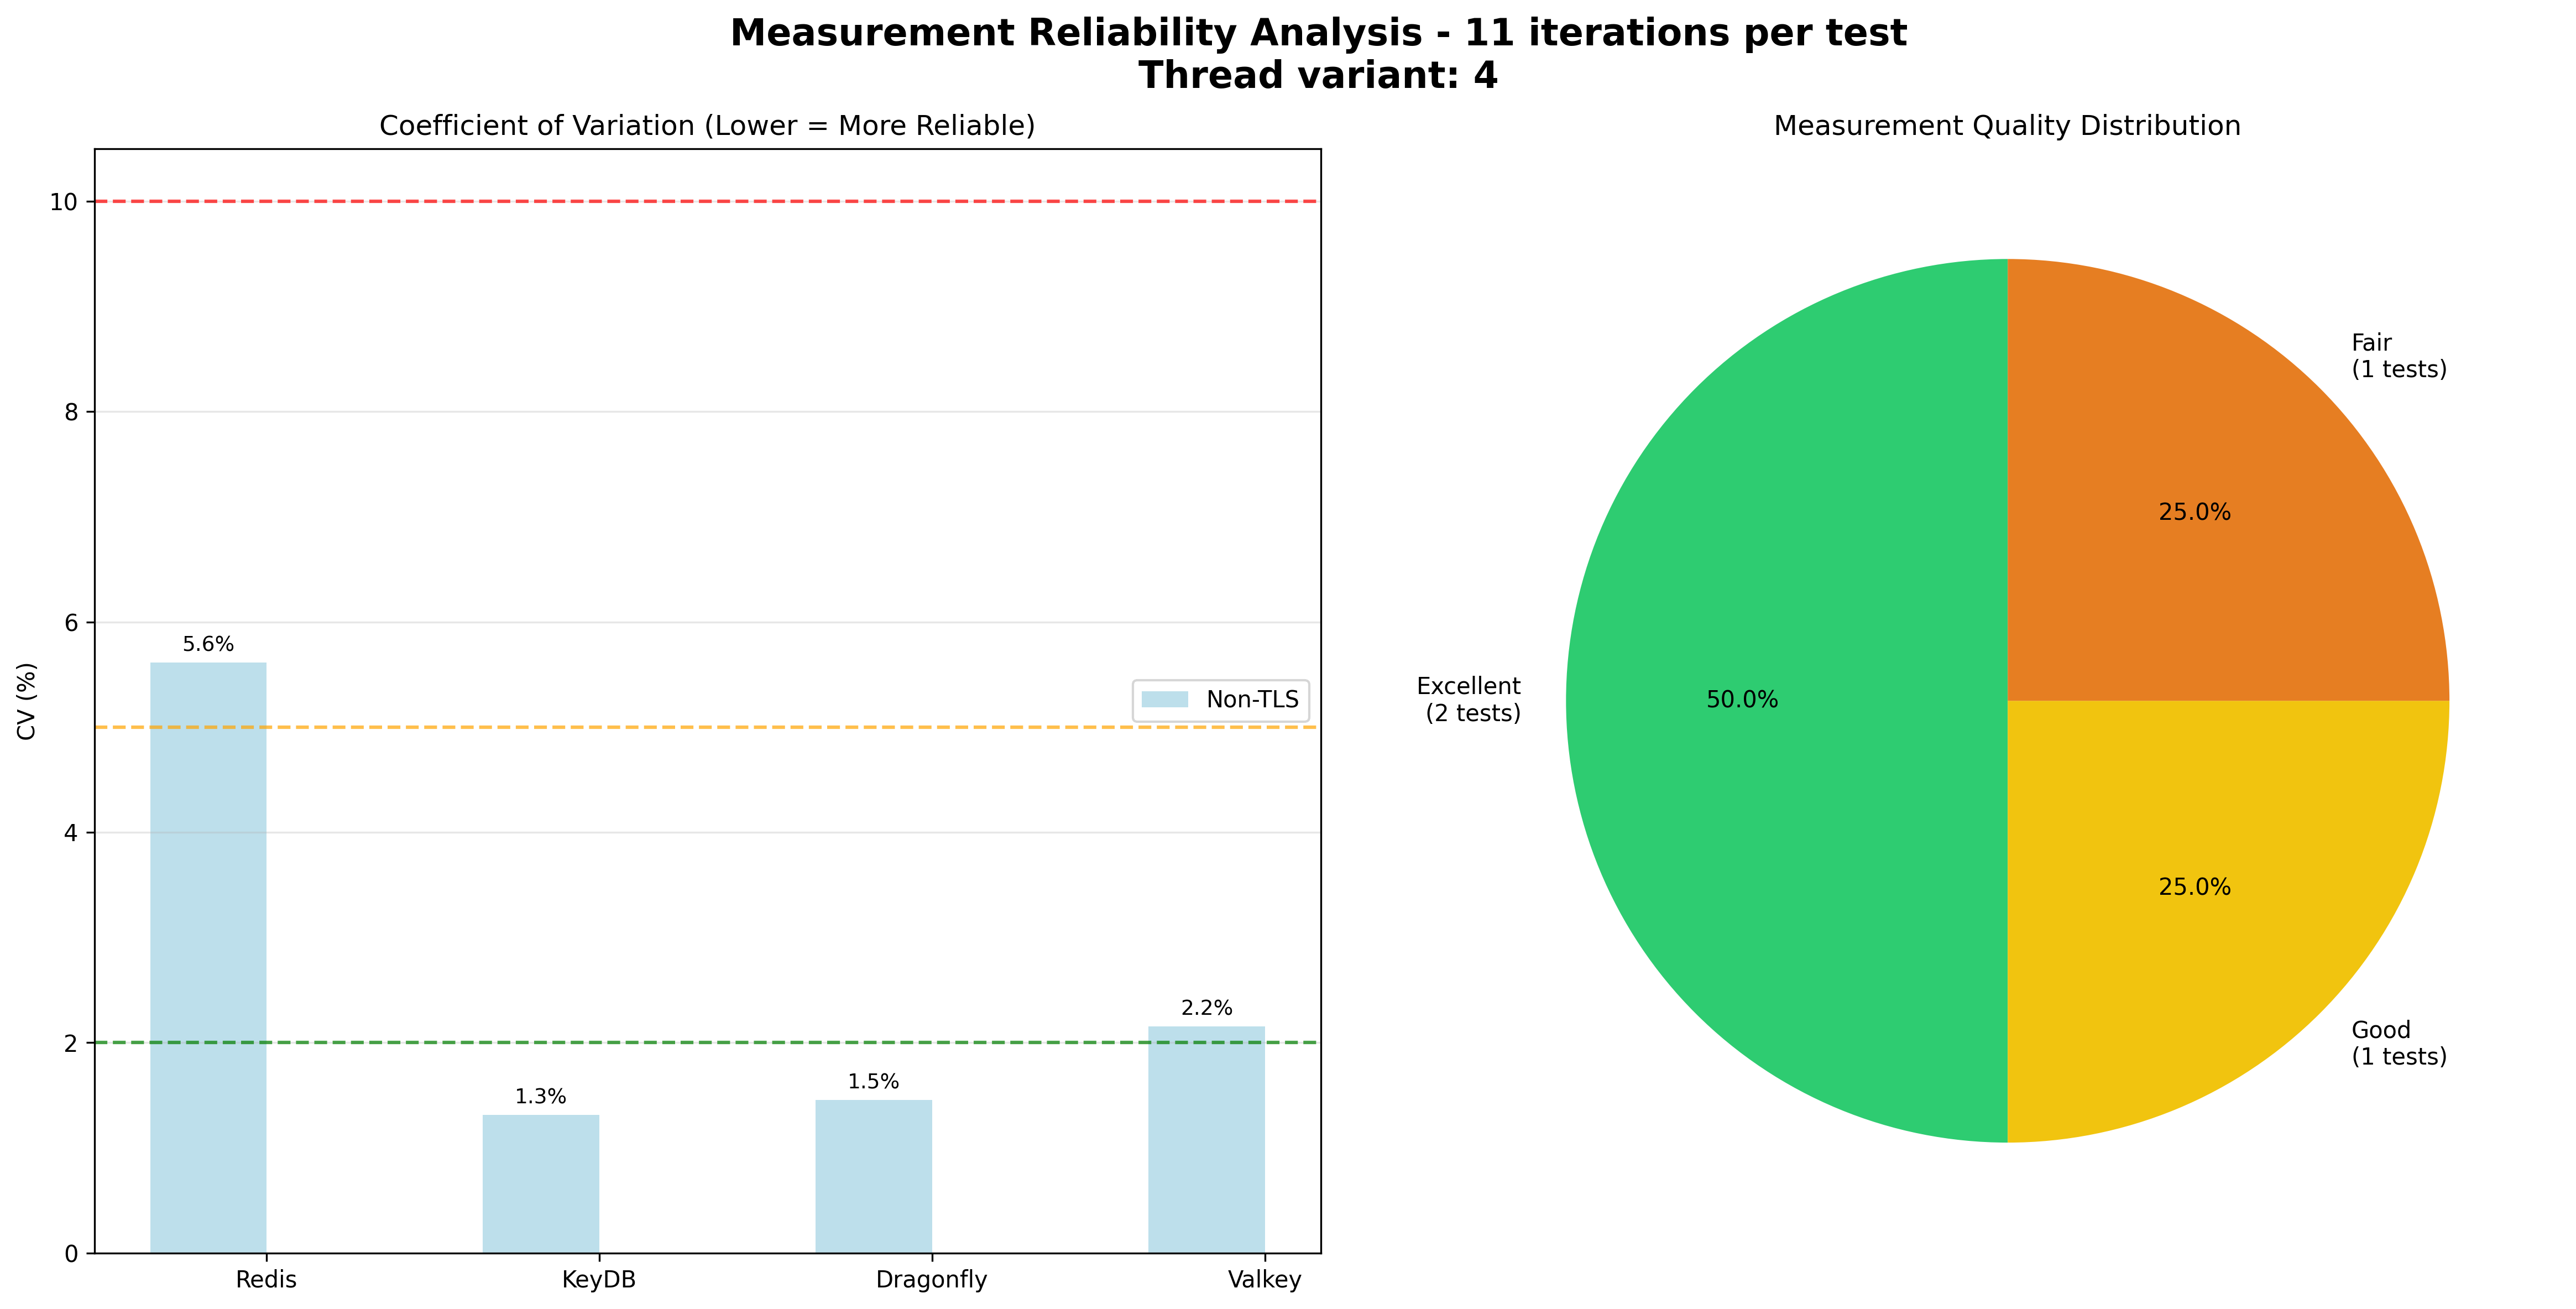 Measurement Reliability Analysis - 11 iterations per test
Thread variant: 4
Coefficient of Variation (Lower = More Reliable)
CV (%)
10
8
6
4
2
0
5.6%
1.3%
1.5%
2.2%
Non-TLS
Redis
KeyDB
Dragonfly
Valkey
Measurement Quality Distribution
Fair
(1 tests)
25.0%
Excellent
(2 tests)
50.0%
25.0%
Good
(1 tests)